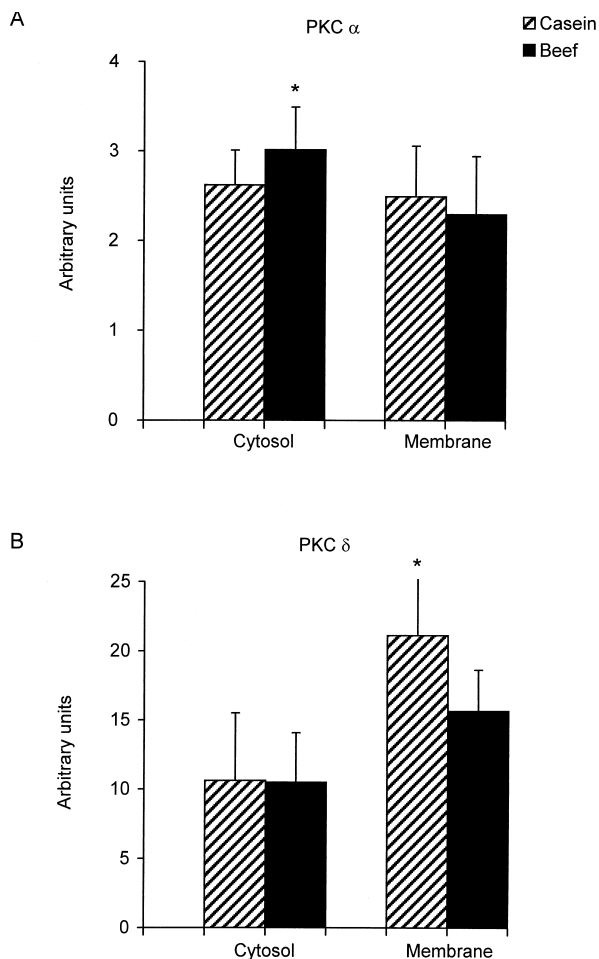 A
PKC α
Casein
Beef
Arbitrary units
4
3
2
1
0
*
Cytosol
Membrane
B
PKC δ
Arbitrary units
25
20
15
10
5
0
*
Cytosol
Membrane